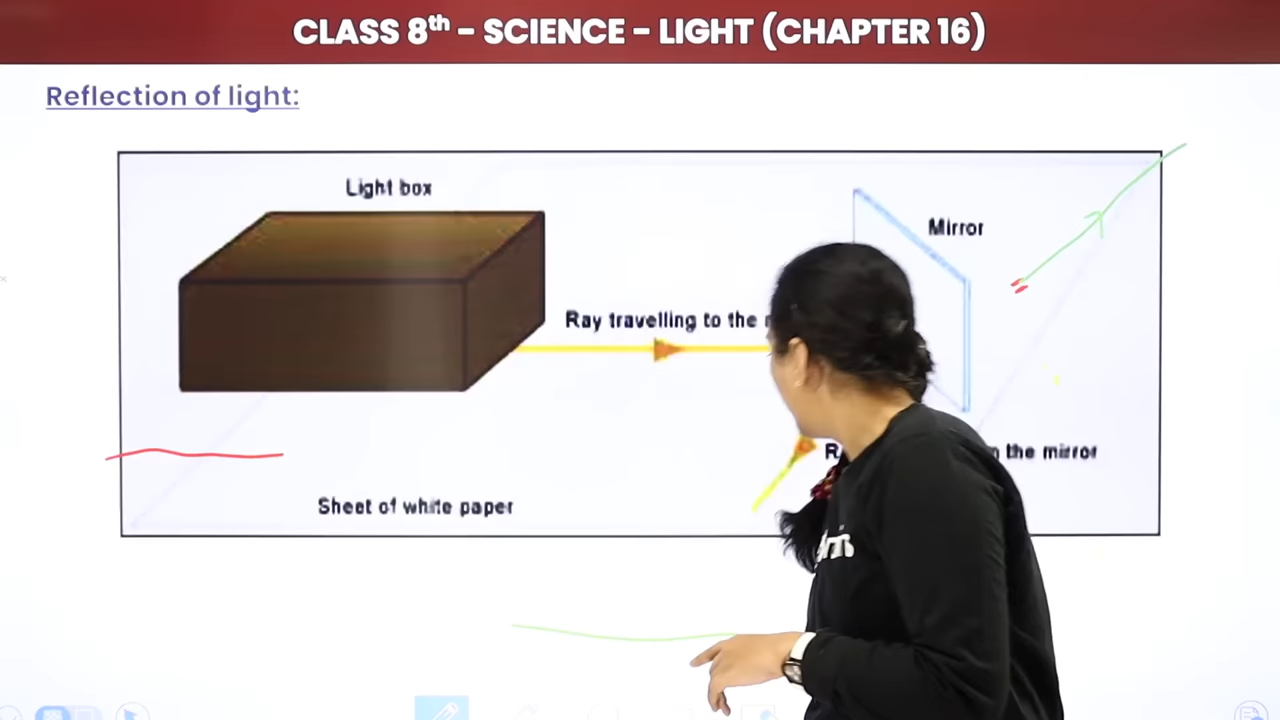 CLASS 8th – SCIENCE – LIGHT (CHAPTER 16)
Reflection of light:
Light box
Mirror
Ray travelling to the
the mirror
Sheet of white paper